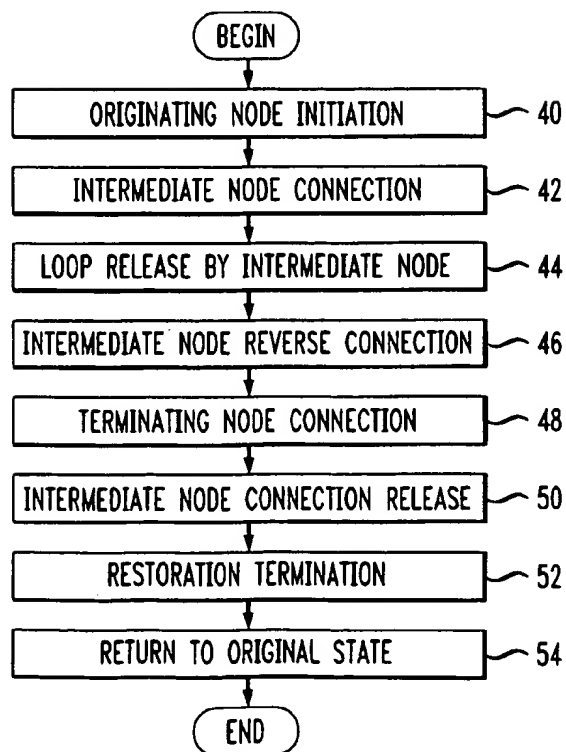 BEGIN
ORIGINATING NODE INITIATION 40
INTERMEDIATE NODE CONNECTION 42
LOOP RELEASE BY INTERMEDIATE NODE 44
INTERMEDIATE NODE REVERSE CONNECTION 46
TERMINATING NODE CONNECTION 48
INTERMEDIATE NODE CONNECTION RELEASE 50
RESTORATION TERMINATION 52
RETURN TO ORIGINAL STATE 54
END